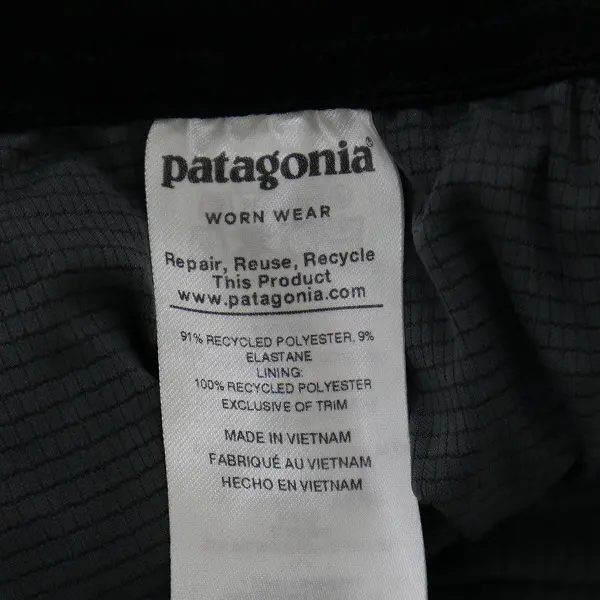 patagonia®
WORN WEAR
Repair, Reuse, Recycle
This Product
www.patagonia.com
91% RECYCLED POLYESTER, 9%
ELASTANE
LINING:
100% RECYCLED POLYESTER
EXCLUSIVE OF TRIM
MADE IN VIETNAM
FABRIQUÉ AU VIETNAM
HECHO EN VIETNAM